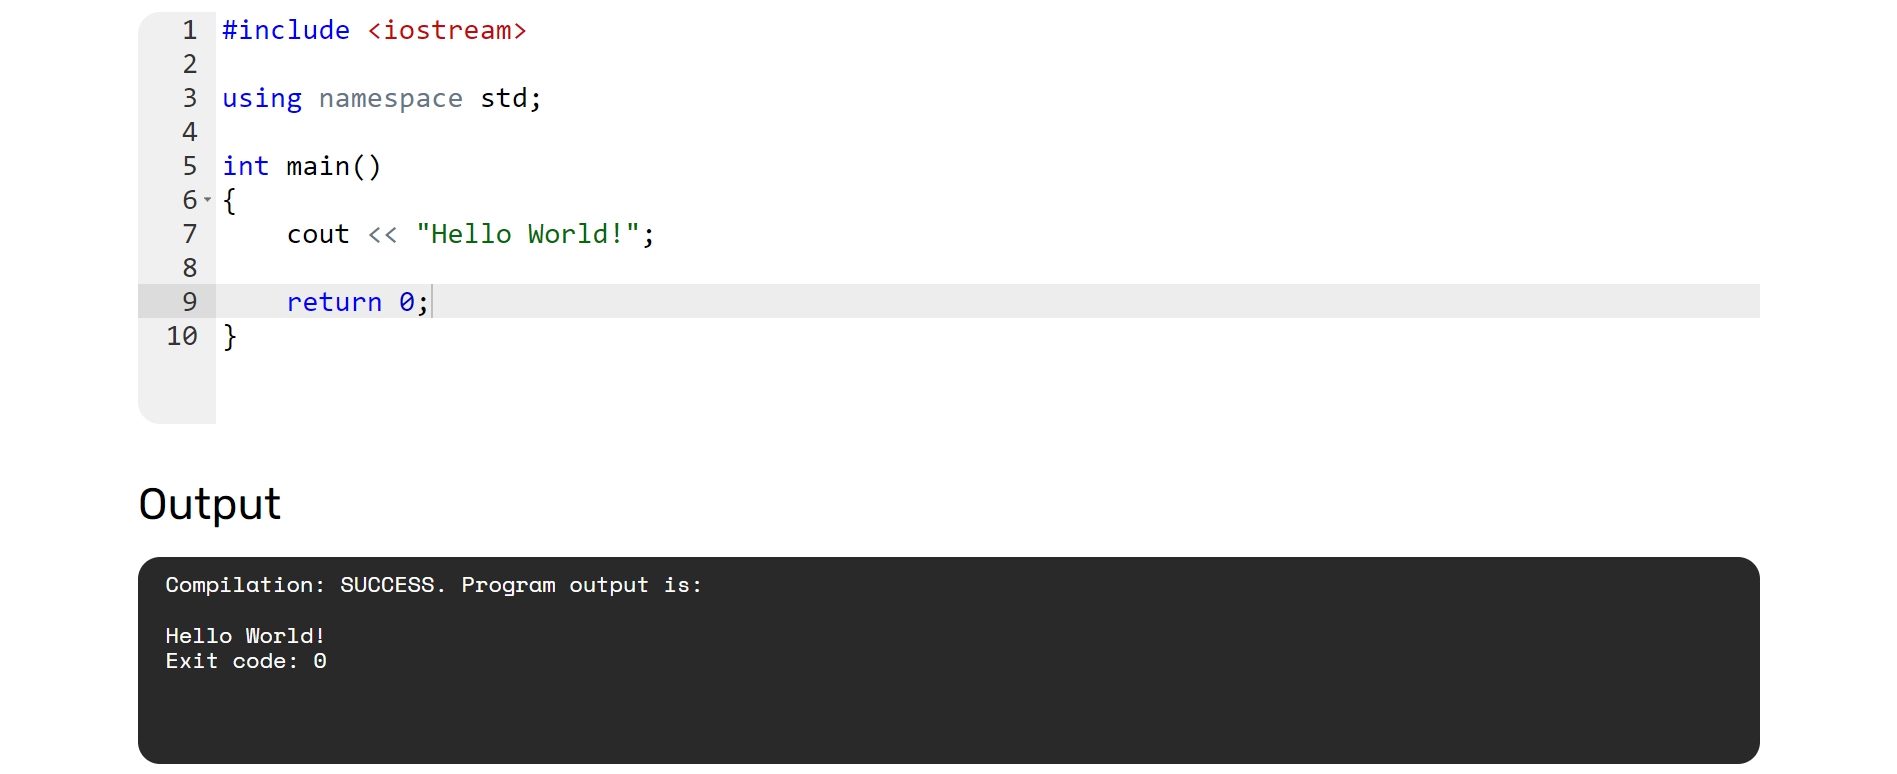 1 #include <iostream>
2
3 using namespace std;
4
5 int main()
6 {
7     cout << "Hello World!";
8
9     return 0;
10 }
Output
Compilation: SUCCESS. Program output is:
Hello World!
Exit code: 0